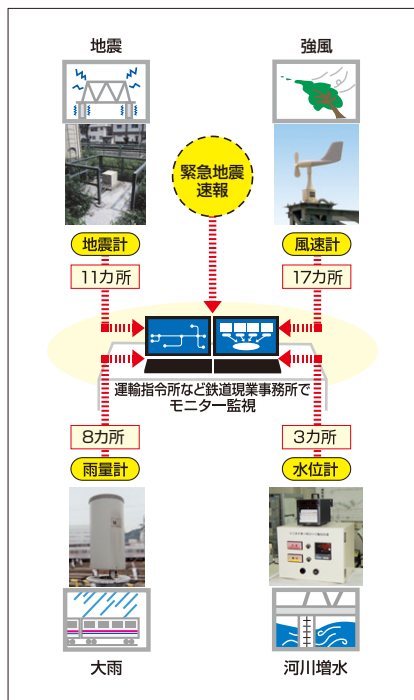 地震
強風
緊急地震
速報
地震計
風速計
11カ所
17カ所
運輸指令所など鉄道現業事務所で
モニター監視
8カ所
3カ所
雨量計
水位計
大雨
河川増水